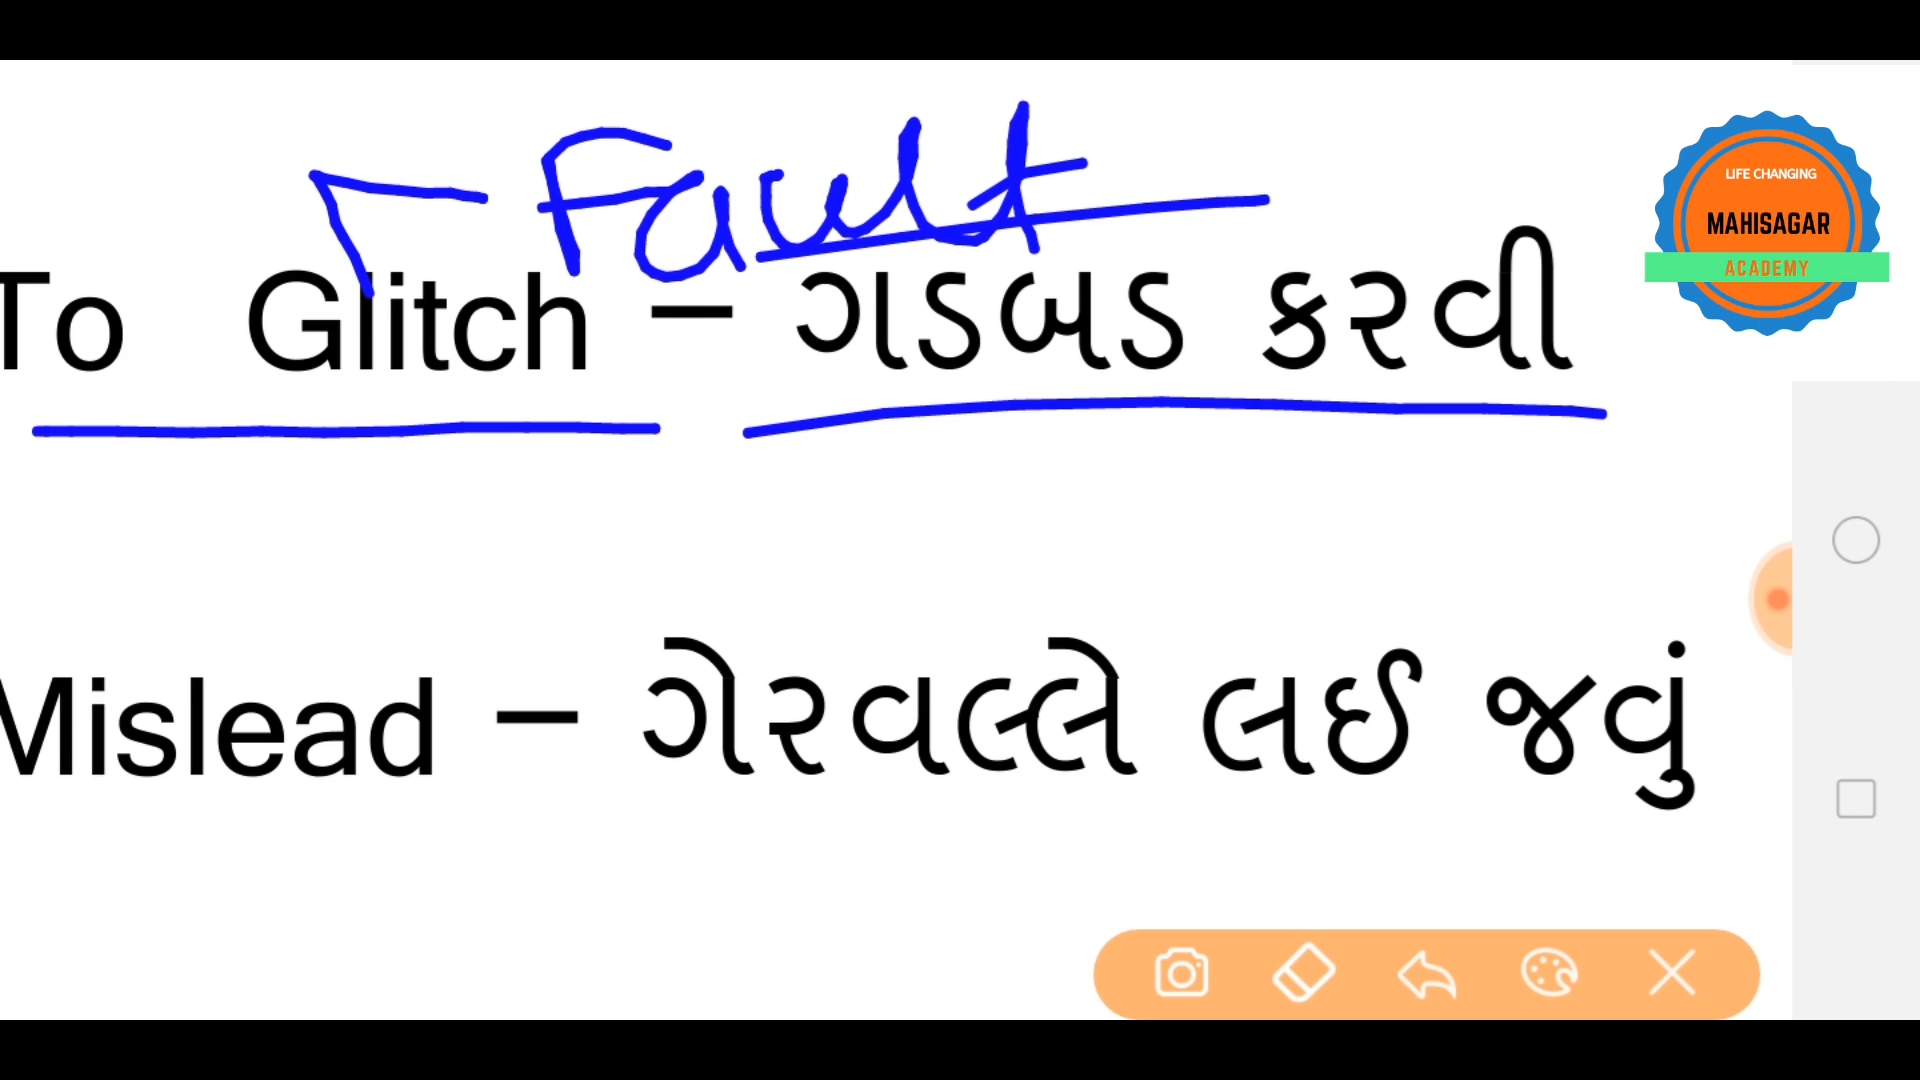 Fault
To Glitch – ગડબડ કરવી
Mislead – ગેરવલ્લે લઈ જવું
LIFE CHANGING
MAHISAGAR
ACADEMY